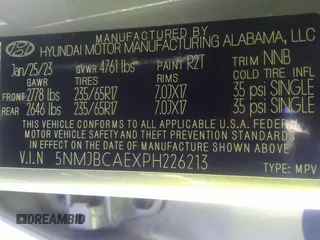 MANUFACTURED BY
HYUNDAI MOTOR MANUFACTURING ALABAMA, LLC
Jan/25/23 GVWR 4761 lbs PAINT R2T TRIM NNB
GAWR TIRES RIMS COLD TIRE INFL
FRONT 2778 lbs 235/65R17 7.0JX17 35 psi SINGLE
REAR 2646 lbs 235/65R17 7.0JX17 35 psi SINGLE
THIS VEHICLE CONFORMS TO ALL APPLICABLE U.S.A. FEDERAL
MOTOR VEHICLE SAFETY AND THEFT PREVENTION STANDARDS
IN EFFECT ON THE DATE OF MANUFACTURE SHOWN ABOVE.
V.I.N 5NMJBCAEXPH226213 TYPE: MPV
DREAMBID